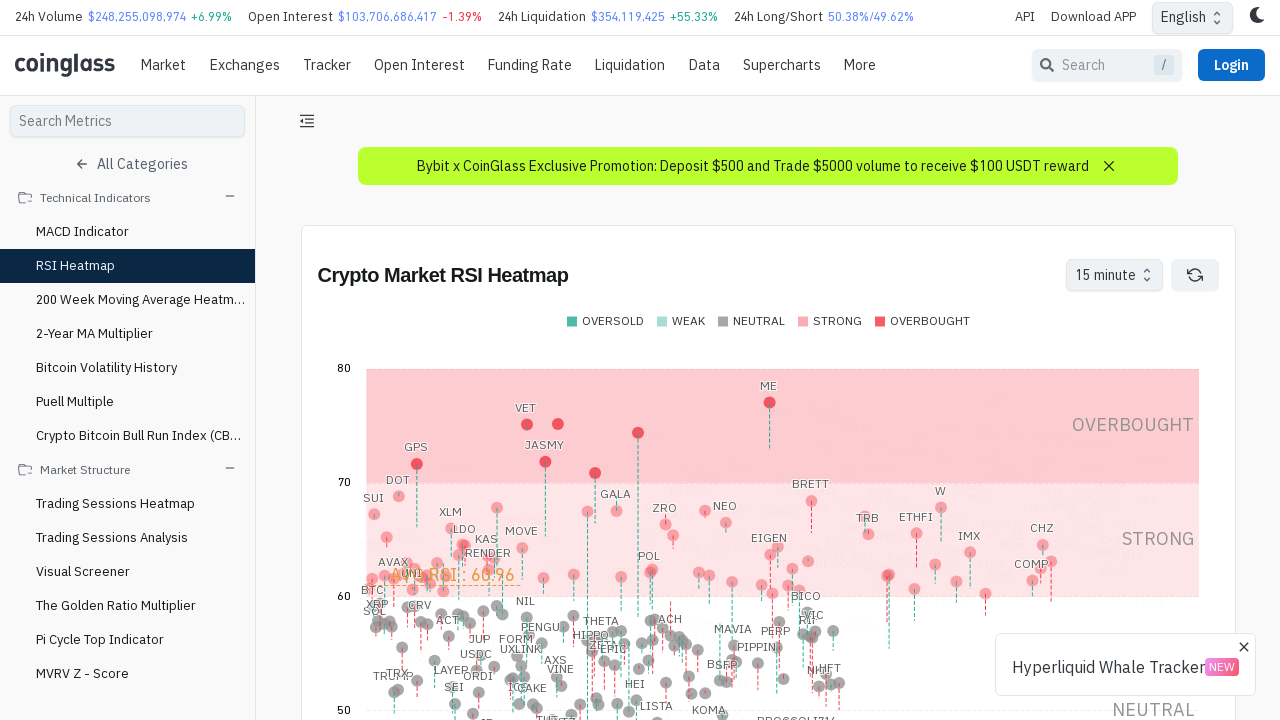 24h Volume $248,255,098,974 +6.99% Open Interest $103,706,686,417 -1.39% 24h Liquidation $354,119,425 +55.33% 24h Long/Short 50.38%/49.62% API Download APP English
coinglass Market Exchanges Tracker Open Interest Funding Rate Liquidation Data Supercharts More Search / Login
Search Metrics
All Categories
Technical Indicators
MACD Indicator
RSI Heatmap
200 Week Moving Average Heatm...
2-Year MA Multiplier
Bitcoin Volatility History
Puell Multiple
Crypto Bitcoin Bull Run Index (CB...
Market Structure
Trading Sessions Heatmap
Trading Sessions Analysis
Visual Screener
The Golden Ratio Multiplier
Pi Cycle Top Indicator
MVRV Z - Score
Bybit x CoinGlass Exclusive Promotion: Deposit $500 and Trade $5000 volume to receive $100 USDT reward
Crypto Market RSI Heatmap
15 minute
OVERSOLD WEAK NEUTRAL STRONG OVERBOUGHT
80
ME
VET
OVERBOUGHT
GPS JASMY
DOT
70
SUI GALA BRETT W
XLM ZRO NEO TRB ETHFI
LDO MOVE CHZ
KAS EIGEN IMX STRONG
RENDER POL
AVAX COMP
UNI AVG RSI : 60.96
BTC
60
BICO
XRP CRV NIL
SOL VIC
ACT THETA ACH
PENGU MAVIA PERP
JUP FORM HIPPO
UXLINK EPIC PIPPIN
USDC AXS
LAYER VINE SFP
TRX ORDI HFT
TRUMP
SEI CAKE HEI
LISTA KOMA
50
NEUTRAL
Hyperliquid Whale Tracker NEW